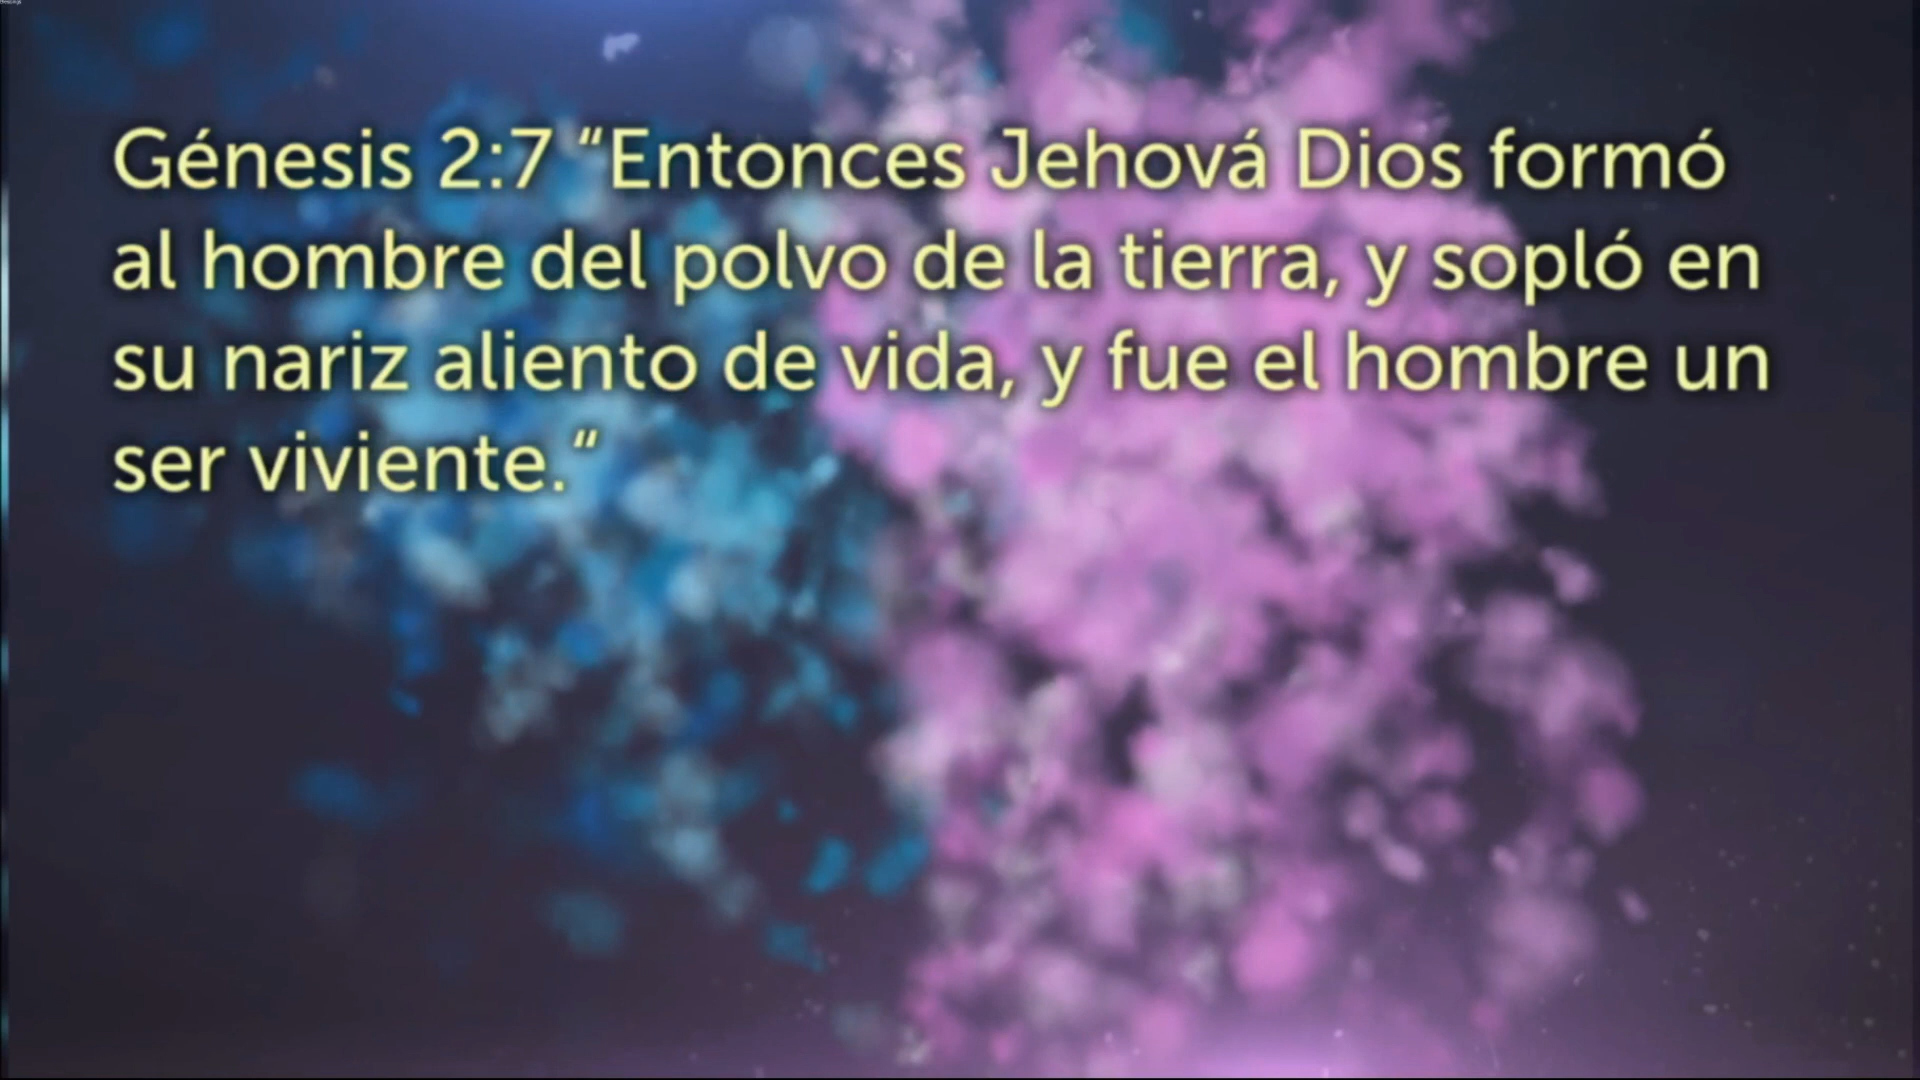 Génesis 2:7 “Entonces Jehová Dios formó
al hombre del polvo de la tierra, y sopló en
su nariz aliento de vida, y fue el hombre un
ser viviente.“